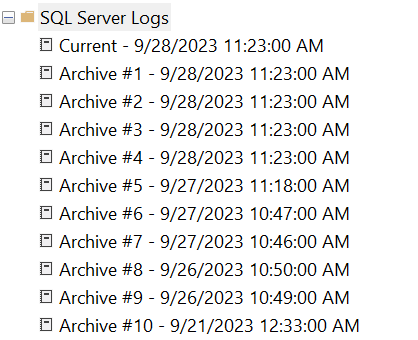 SQL Server Logs
Current - 9/28/2023 11:23:00 AM
Archive #1 - 9/28/2023 11:23:00 AM
Archive #2 - 9/28/2023 11:23:00 AM
Archive #3 - 9/28/2023 11:23:00 AM
Archive #4 - 9/28/2023 11:23:00 AM
Archive #5 - 9/27/2023 11:18:00 AM
Archive #6 - 9/27/2023 10:47:00 AM
Archive #7 - 9/27/2023 10:46:00 AM
Archive #8 - 9/26/2023 10:50:00 AM
Archive #9 - 9/26/2023 10:49:00 AM
Archive #10 - 9/21/2023 12:33:00 AM